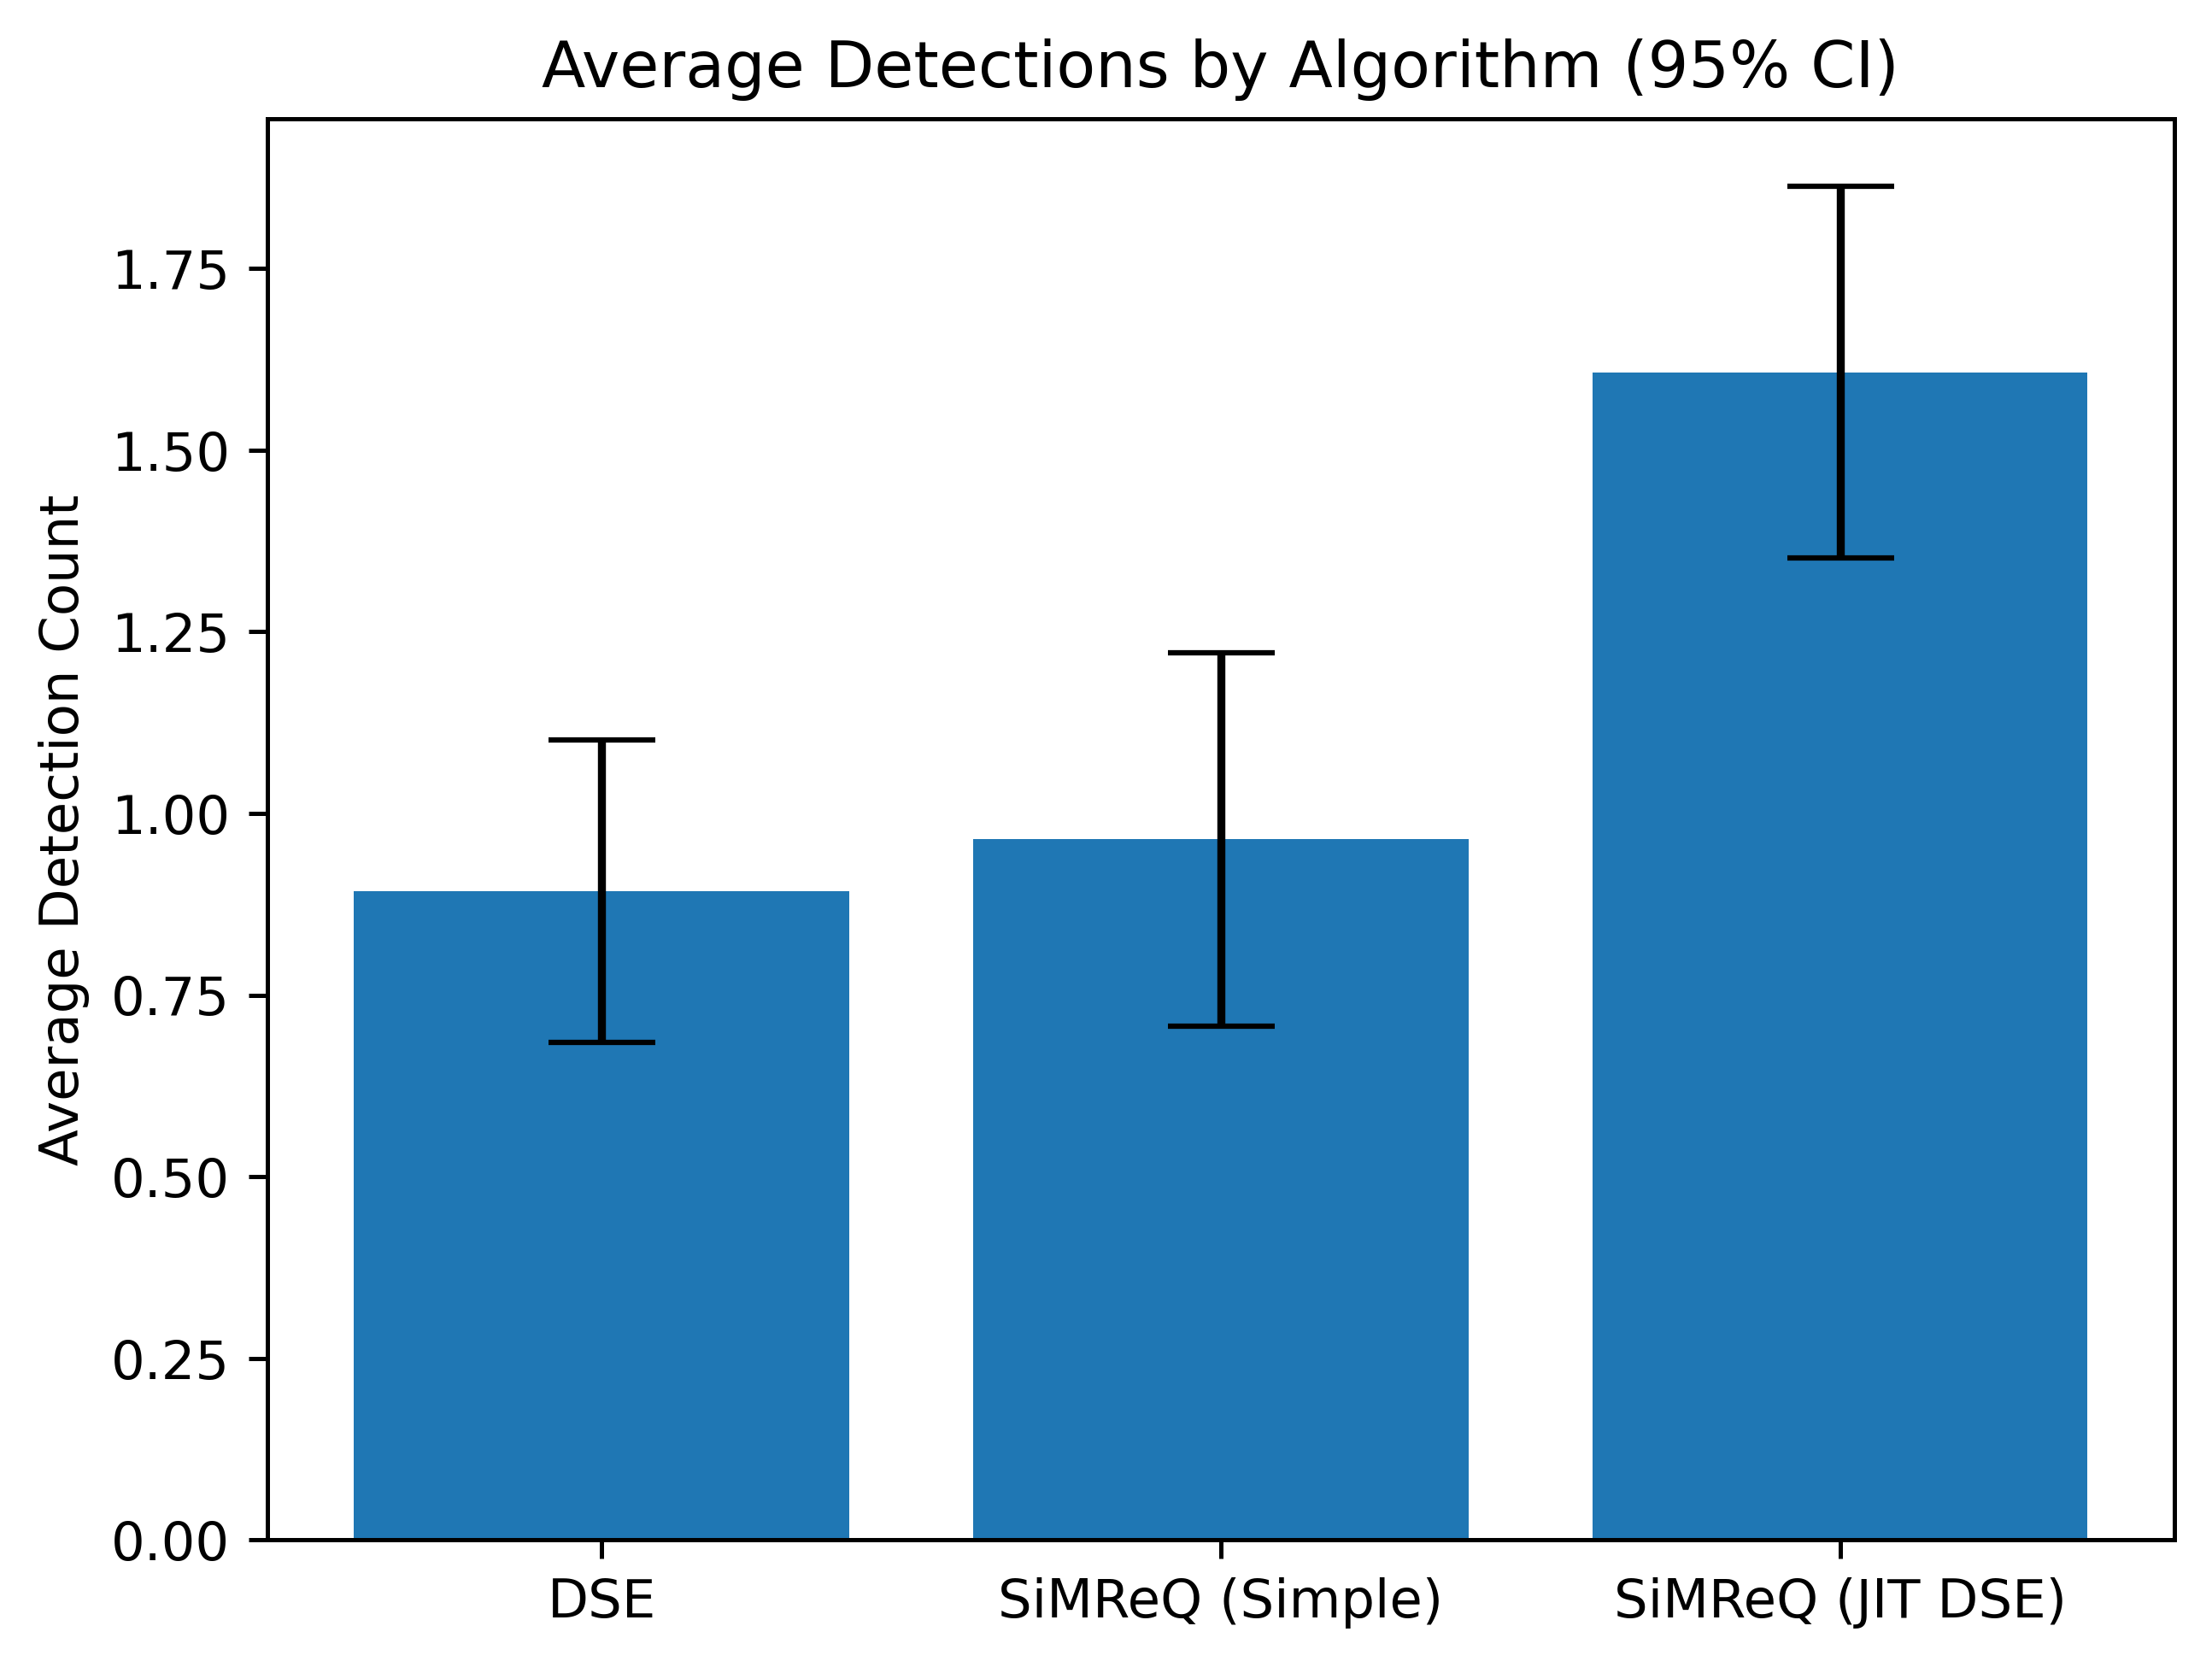 Average Detections by Algorithm (95% CI)
Average Detection Count
1.75
1.50
1.25
1.00
0.75
0.50
0.25
0.00
DSE
SiMReQ (Simple)
SiMReQ (JIT DSE)